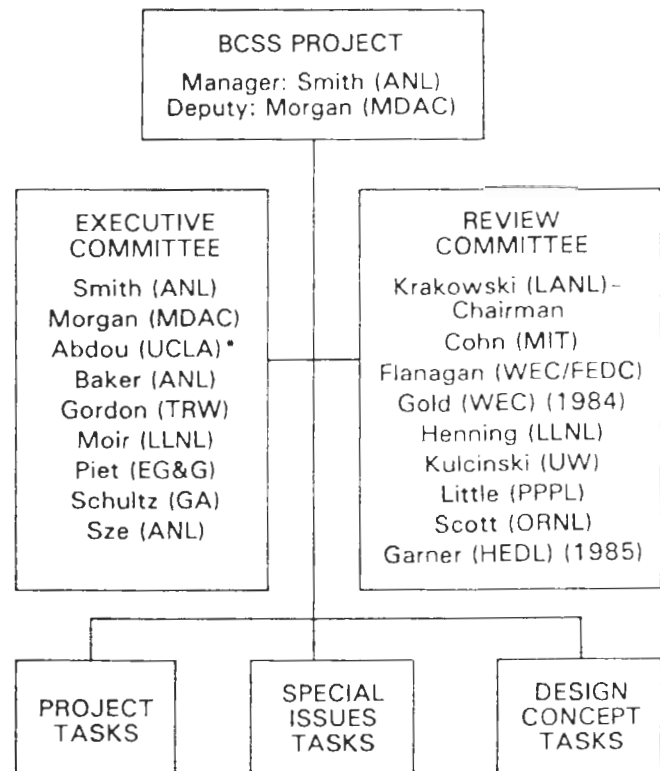 BCSS PROJECT
Manager: Smith (ANL)
Deputy: Morgan (MDAC)
EXECUTIVE
COMMITTEE
Smith (ANL)
Morgan (MDAC)
Abdou (UCLA)*
Baker (ANL)
Gordon (TRW)
Moir (LLNL)
Piet (EG&G)
Schultz (GA)
Sze (ANL)
REVIEW
COMMITTEE
Krakowski (LANL)-
Chairman
Cohn (MIT)
Flanagan (WEC/FEDC)
Gold (WEC) (1984)
Henning (LLNL)
Kulcinski (UW)
Little (PPPL)
Scott (ORNL)
Garner (HEDL) (1985)
PROJECT
TASKS
SPECIAL
ISSUES
TASKS
DESIGN
CONCEPT
TASKS